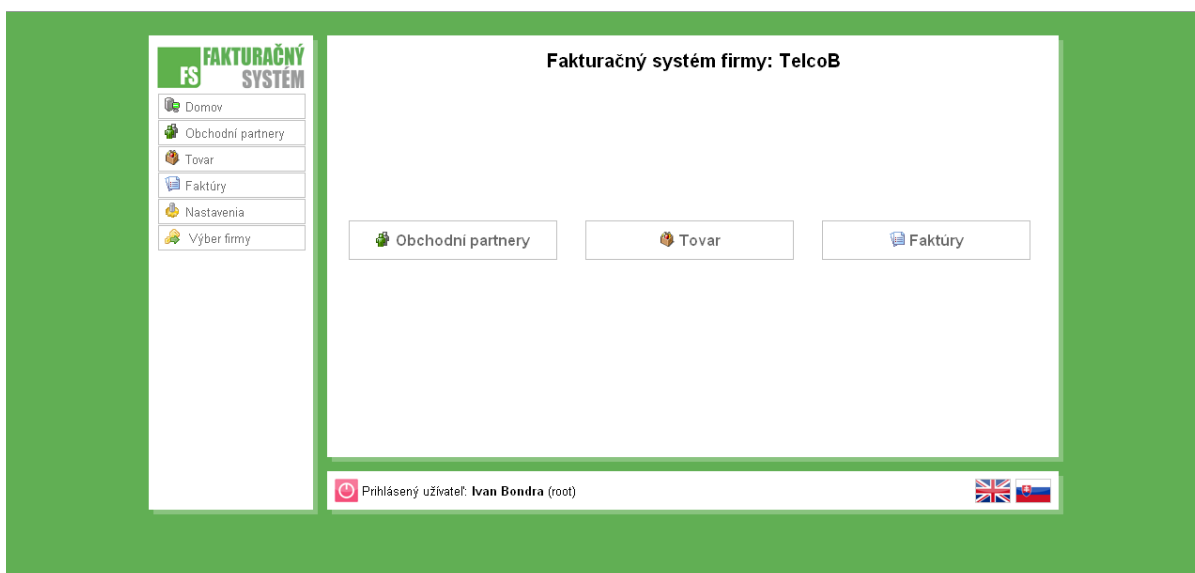 FAKTURAČNÝ
FS SYSTÉM
Domov
Obchodní partnery
Tovar
Faktúry
Nastavenia
Výber firmy
Fakturačný systém firmy: TelcoB
Obchodní partnery
Tovar
Faktúry
Prihlásený užívateľ: Ivan Bondra (root)